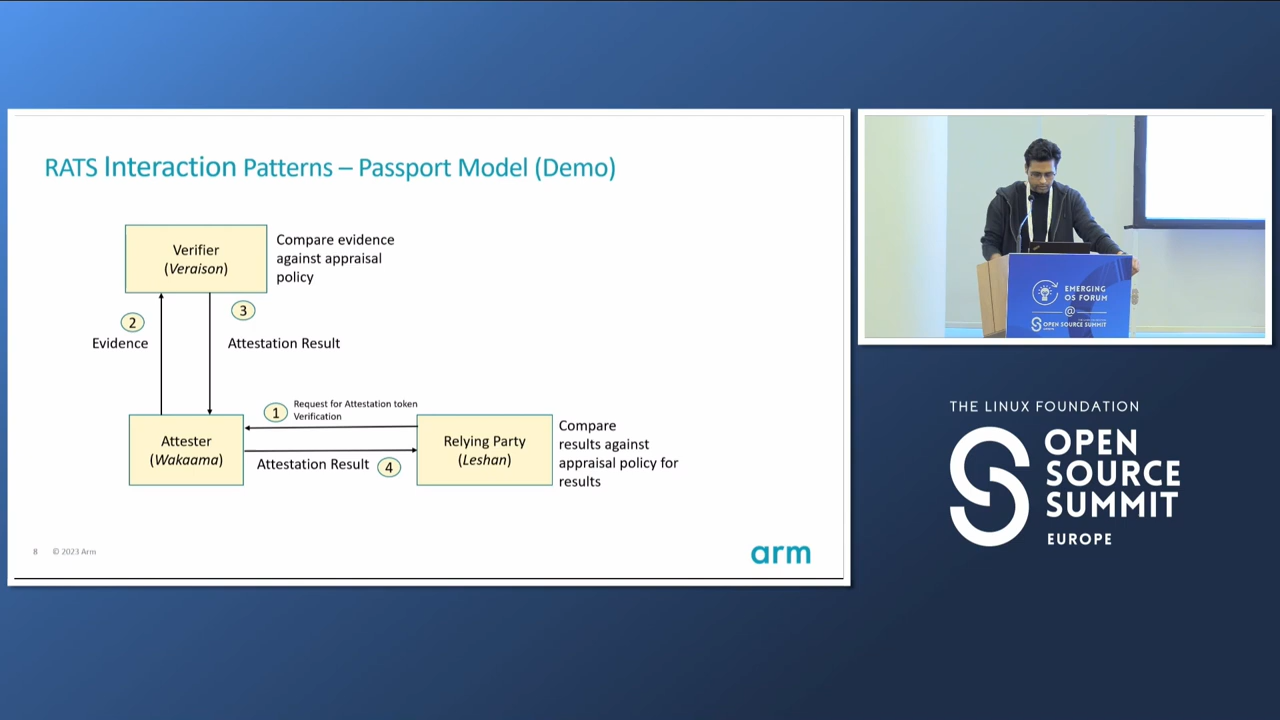 RATS Interaction Patterns – Passport Model (Demo)
Verifier
(Veraison)
Compare evidence
against appraisal
policy
2
3
Evidence
Attestation Result
1
Request for Attestation token
Verification
Attester
(Wakaama)
Relying Party
(Leshan)
Attestation Result
4
Compare
results against
appraisal policy for
results
8
© 2023 Arm
arm
EMERGING
OS FORUM
@
OPEN SOURCE SUMMIT
THE LINUX FOUNDATION
OPEN
SOURCE
SUMMIT
EUROPE